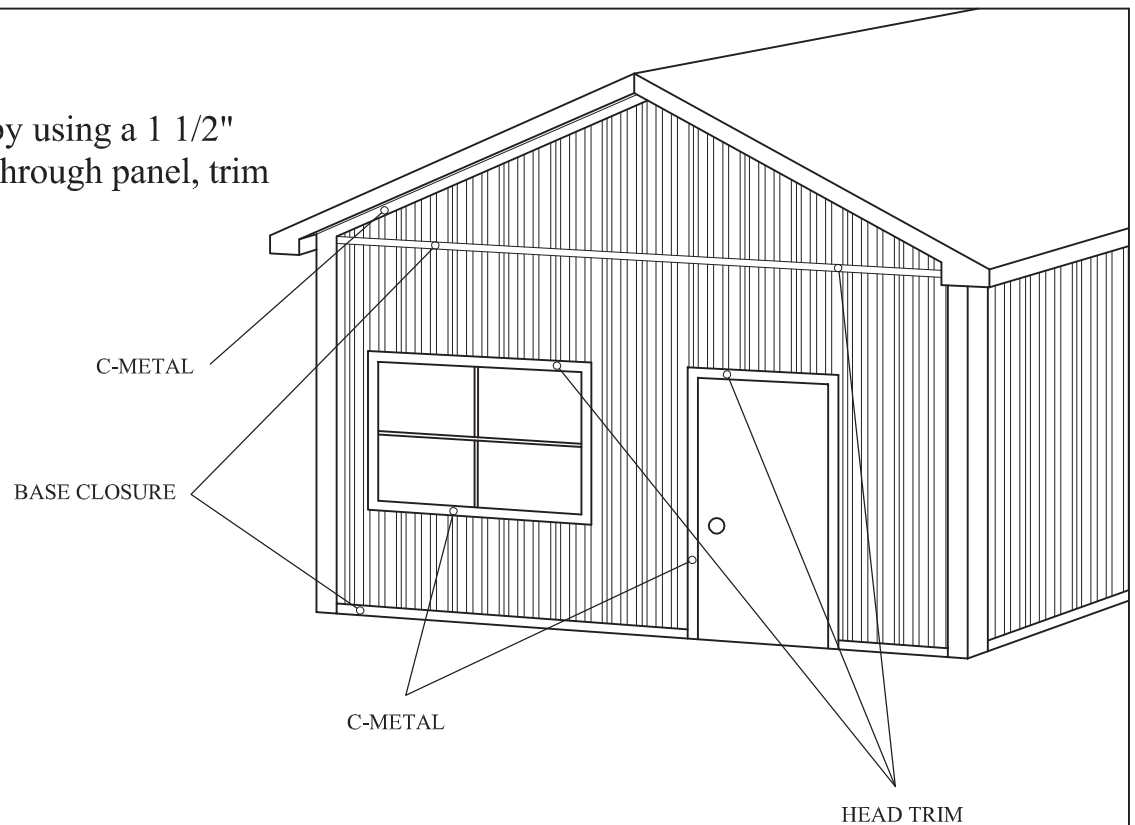 by using a 1 1/2"
through panel, trim
C-METAL
BASE CLOSURE
C-METAL
HEAD TRIM